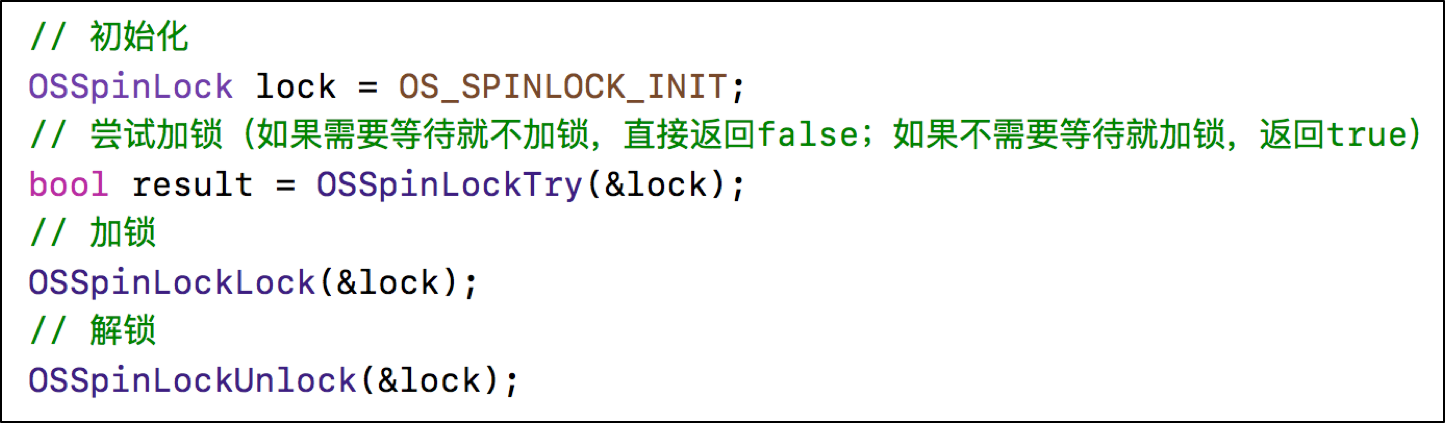 // 初始化
OSSpinLock lock = OS_SPINLOCK_INIT;
// 尝试加锁（如果需要等待就不加锁，直接返回false；如果不需要等待就加锁，返回true）
bool result = OSSpinLockTry(&lock);
// 加锁
OSSpinLockLock(&lock);
// 解锁
OSSpinLockUnlock(&lock);